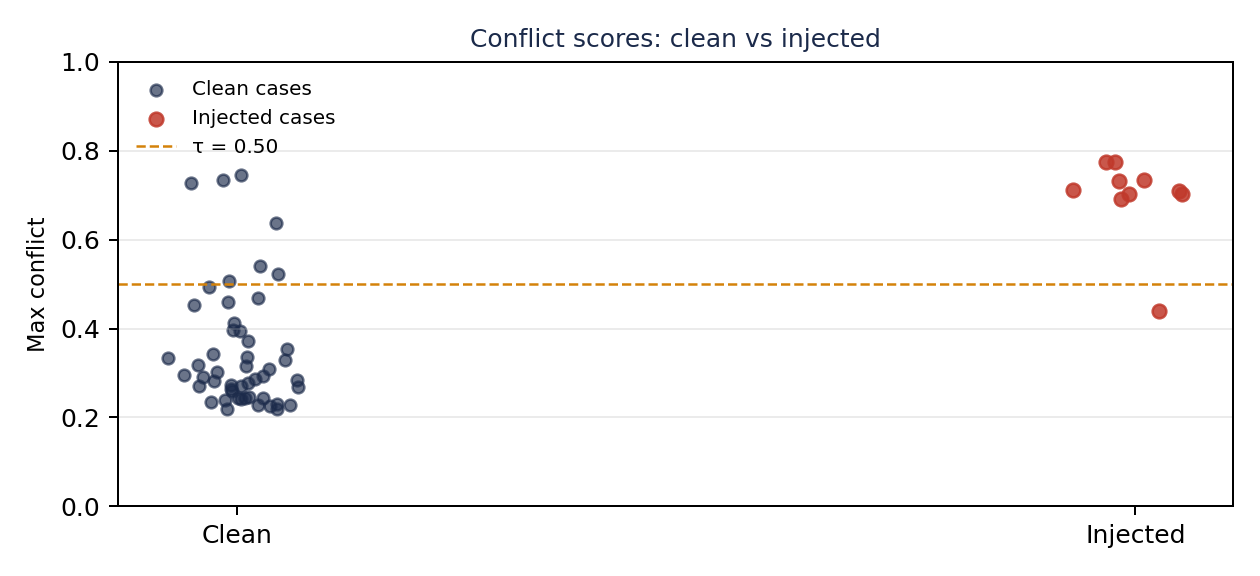 Conflict scores: clean vs injected
1.0
0.8
0.6
0.4
0.2
0.0
Max conflict
Clean cases
Injected cases
τ = 0.50
Clean
Injected